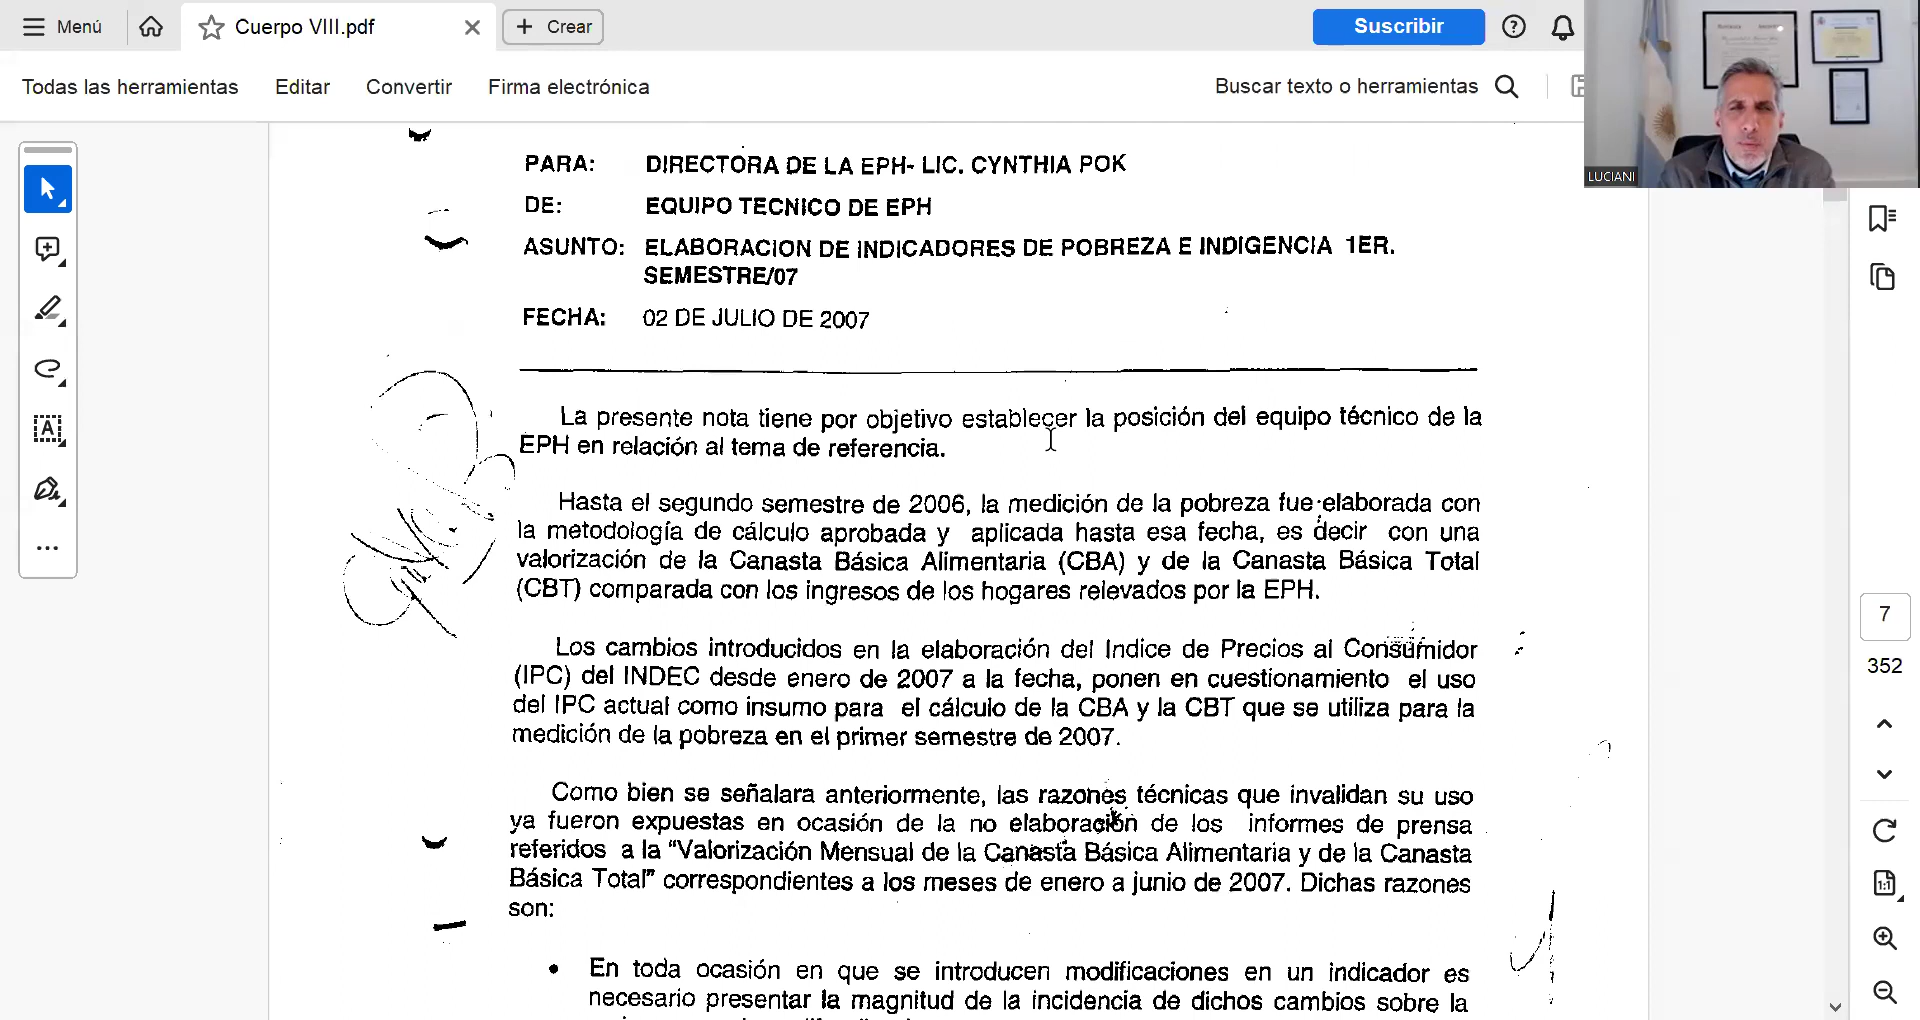 Menú
Cuerpo VIII.pdf
Crear
Suscribir
Todas las herramientas
Editar
Convertir
Firma electrónica
Buscar texto o herramientas
LUCIANI
PARA: DIRECTORA DE LA EPH- LIC. CYNTHIA POK
DE: EQUIPO TECNICO DE EPH
ASUNTO: ELABORACION DE INDICADORES DE POBREZA E INDIGENCIA 1ER.
SEMESTRE/07
FECHA: 02 DE JULIO DE 2007
La presente nota tiene por objetivo establecer la posición del equipo técnico de la
EPH en relación al tema de referencia.
Hasta el segundo semestre de 2006, la medición de la pobreza fue elaborada con
la metodología de cálculo aprobada y aplicada hasta esa fecha, es decir con una
valorización de la Canasta Básica Alimentaria (CBA) y de la Canasta Básica Total
(CBT) comparada con los ingresos de los hogares relevados por la EPH.
Los cambios introducidos en la elaboración del Indice de Precios al Consumidor
(IPC) del INDEC desde enero de 2007 a la fecha, ponen en cuestionamiento el uso
del IPC actual como insumo para el cálculo de la CBA y la CBT que se utiliza para la
medición de la pobreza en el primer semestre de 2007.
Como bien se señalara anteriormente, las razones técnicas que invalidan su uso
ya fueron expuestas en ocasión de la no elaboración de los informes de prensa
referidos a la "Valorización Mensual de la Canasta Básica Alimentaria y de la Canasta
Básica Total" correspondientes a los meses de enero a junio de 2007. Dichas razones
son:
• En toda ocasión en que se introducen modificaciones en un indicador es
necesario presentar la magnitud de la incidencia de dichos cambios sobre la
7
352
1:1